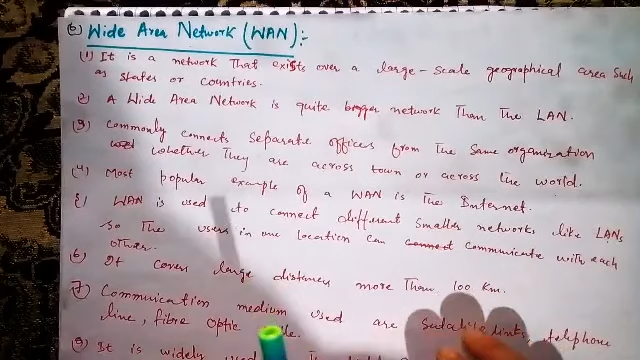 (b) Wide Area Network (WAN) :-
(1) It is a network that exists over a large-scale geographical area such
as states or countries.
2) A Wide Area Network is quite bigger network Than The LAN.
(3) Commonly connects separate offices from the same organization
whether They are across town or across the world.
(4) Most popular example of a WAN is The Internet.
5) WAN is used to connect different smaller networks like LANs
so The users in one location can communicate with each
other.
6) It covers large distances more Than 100 Km.
(7) Communication medium used are telephone
line, fibre optic
It is widely